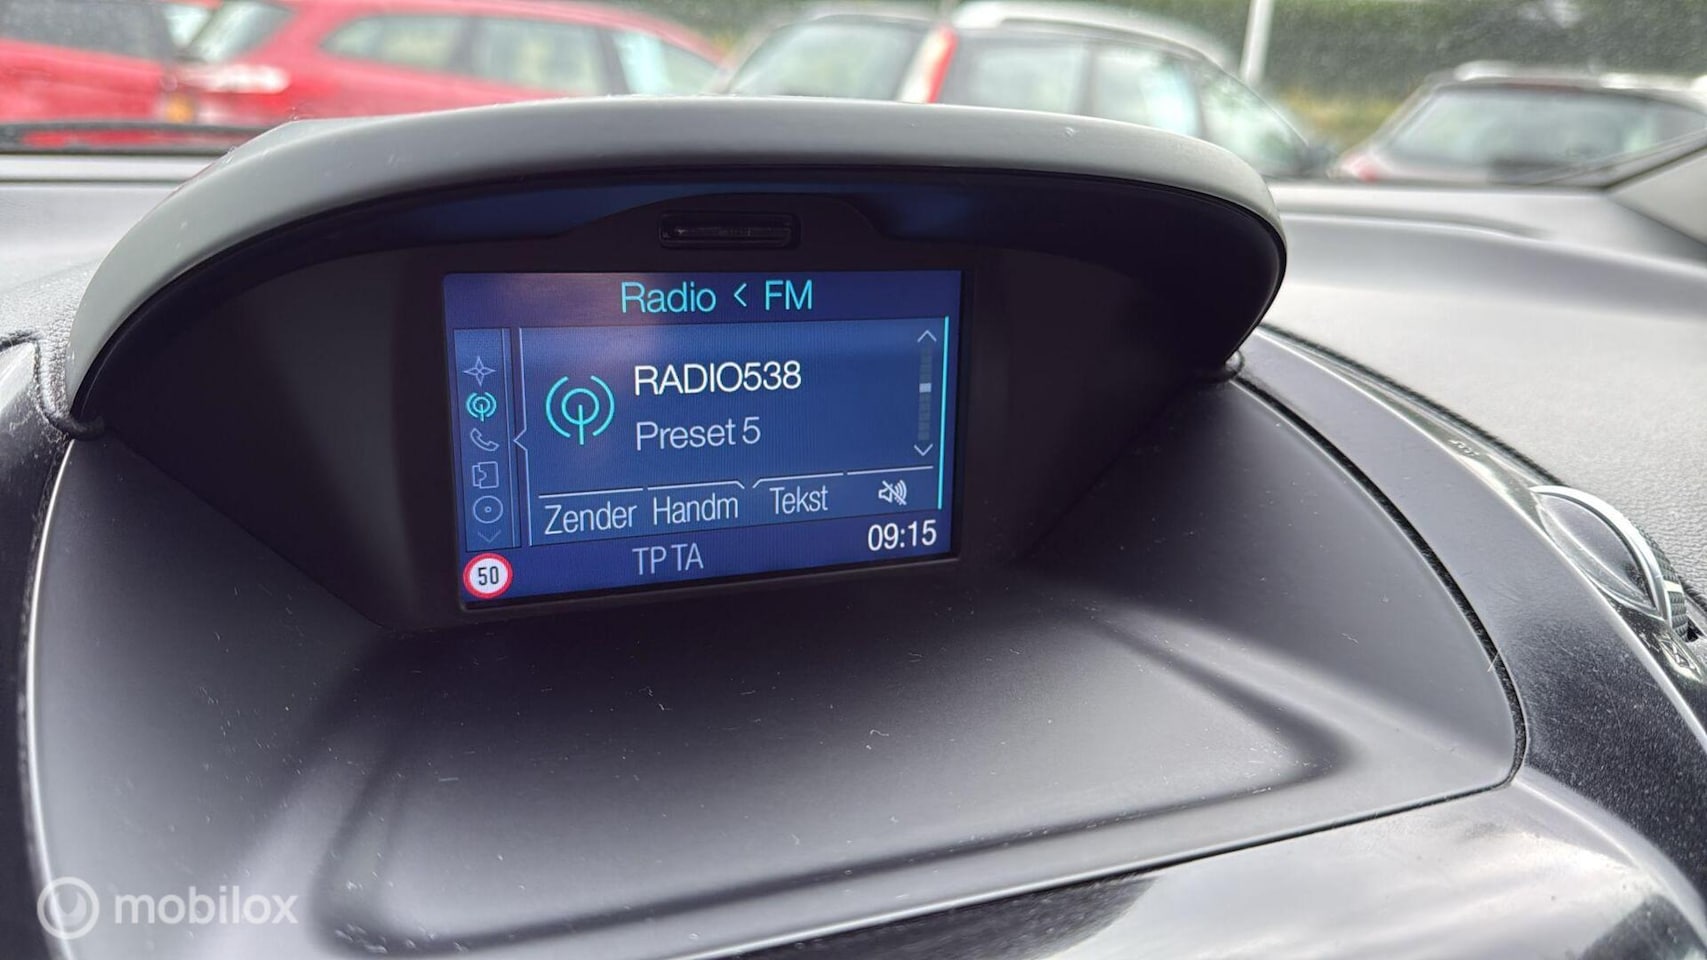 Radio < FM
RADIO538
Preset 5
Zender Handm Tekst
TP TA
09:15
50
mobilox